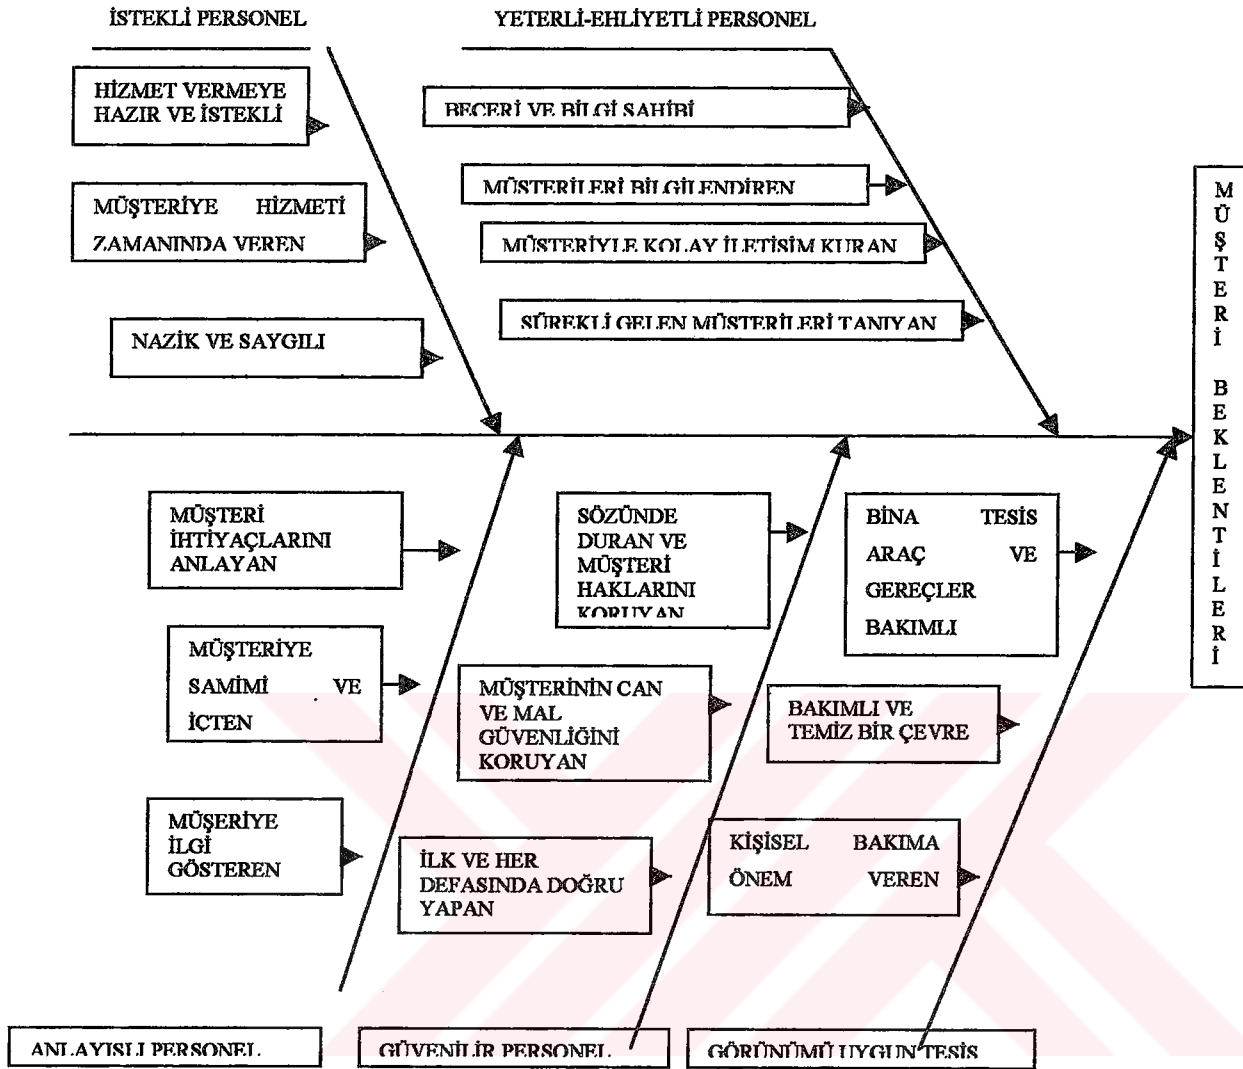 İSTEKLİ PERSONEL
YETERLİ-EHLİYETLİ PERSONEL
HİZMET VERMEYE
HAZIR VE İSTEKLİ
BECERİ VE BİLGİ SAHİBİ
MÜŞTERİYE HİZMETİ
ZAMANINDA VEREN
MÜŞTERİLERİ BİLGİLENDİREN
MÜŞTERİYLE KOLAY İLETİŞİM KURAN
NAZİK VE SAYGILI
SÜREKLİ GELEN MÜŞTERİLERİ TANIYAN
MÜŞTERİ BEKLENTİLERİ
MÜŞTERİ
İHTİYAÇLARINI
ANLAYAN
SÖZÜNDE
DURAN VE
MÜŞTERİ
HAKLARINI
KORUYAN
BİNA TESİS
ARAÇ VE
GEREÇLER
BAKIMLI
MÜŞTERİYE
SAMİMİ VE
İÇTEN
MÜŞTERİNİN CAN
VE MAL
GÜVENLİĞİNİ
KORUYAN
BAKIMLI VE
TEMİZ BİR ÇEVRE
MÜŞERİYE
İLGİ
GÖSTEREN
İLK VE HER
DEFASINDA DOĞRU
YAPAN
KİŞİSEL BAKIMA
ÖNEM VEREN
ANLAYIŞLI PERSONEL
GÜVENİLİR PERSONEL
GÖRÜNÜMÜ UYGUN TESİS